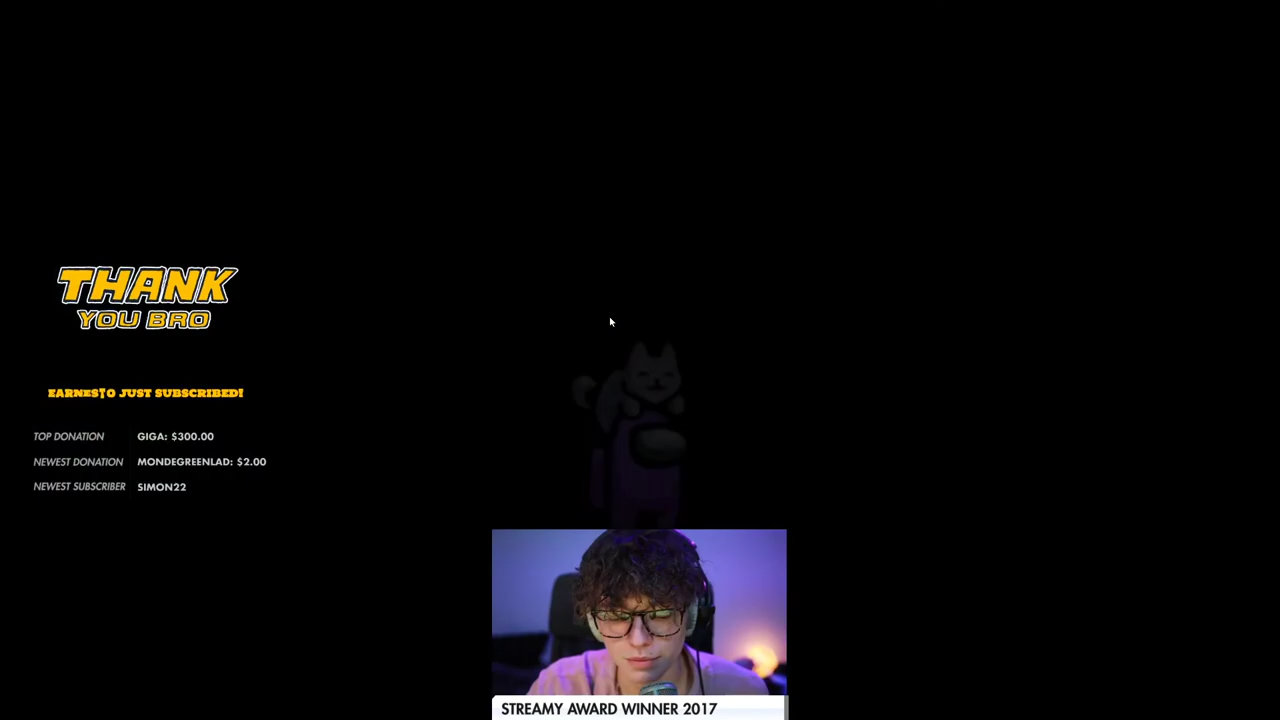 THANK
YOU BRO
EARNESTO JUST SUBSCRIBED!
TOP DONATION GIGA: $300.00
NEWEST DONATION MONDEGREENLAD: $2.00
NEWEST SUBSCRIBER SIMON22
STREAMY AWARD WINNER 2017